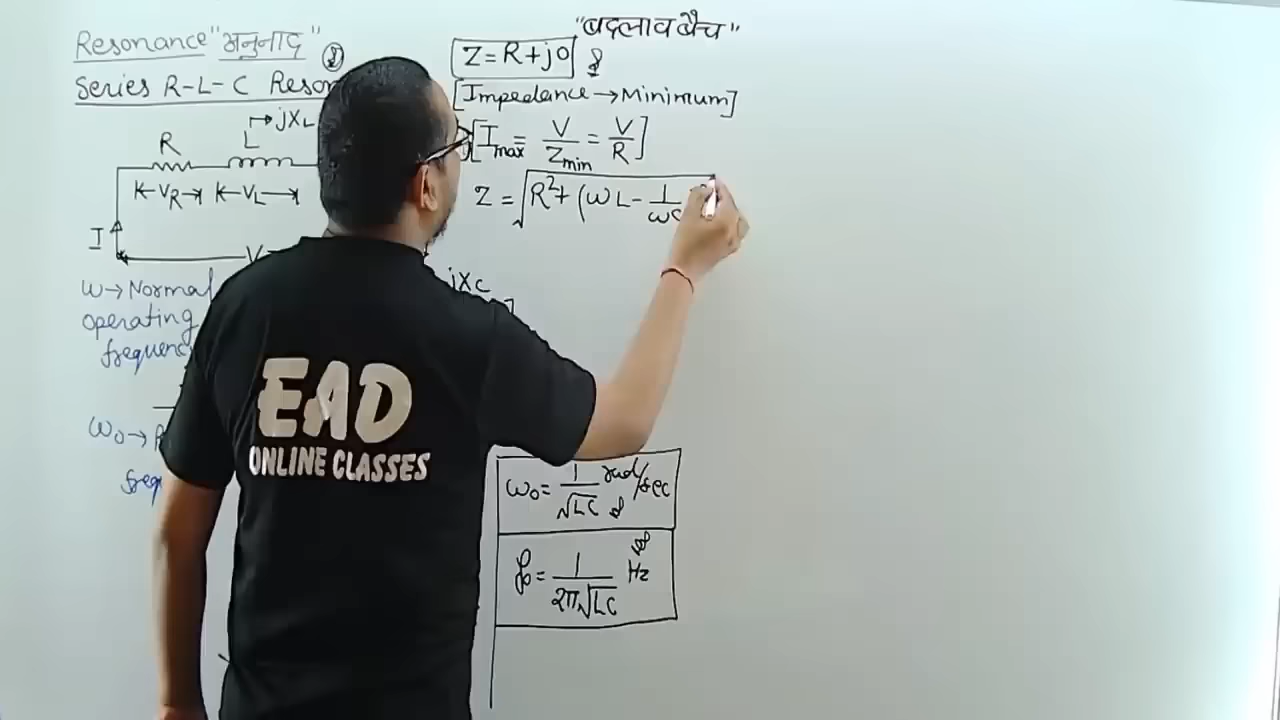 "बदलाव बैच"
Resonance "अनुनाद"
Series R-L-C Reson
jXL
R L
VR VL
I
V
ω→Normal
operating
frequenc
ω0→
freq
Z=R+j0
[Impedance→Minimum]
[Imax = V/Zmin = V/R]
Z = √R²+(ωL-1/ωC
jXc
EAD
ONLINE CLASSES
ω0= 1/√LC rad/sec
f0= 1/2π√LC Hz